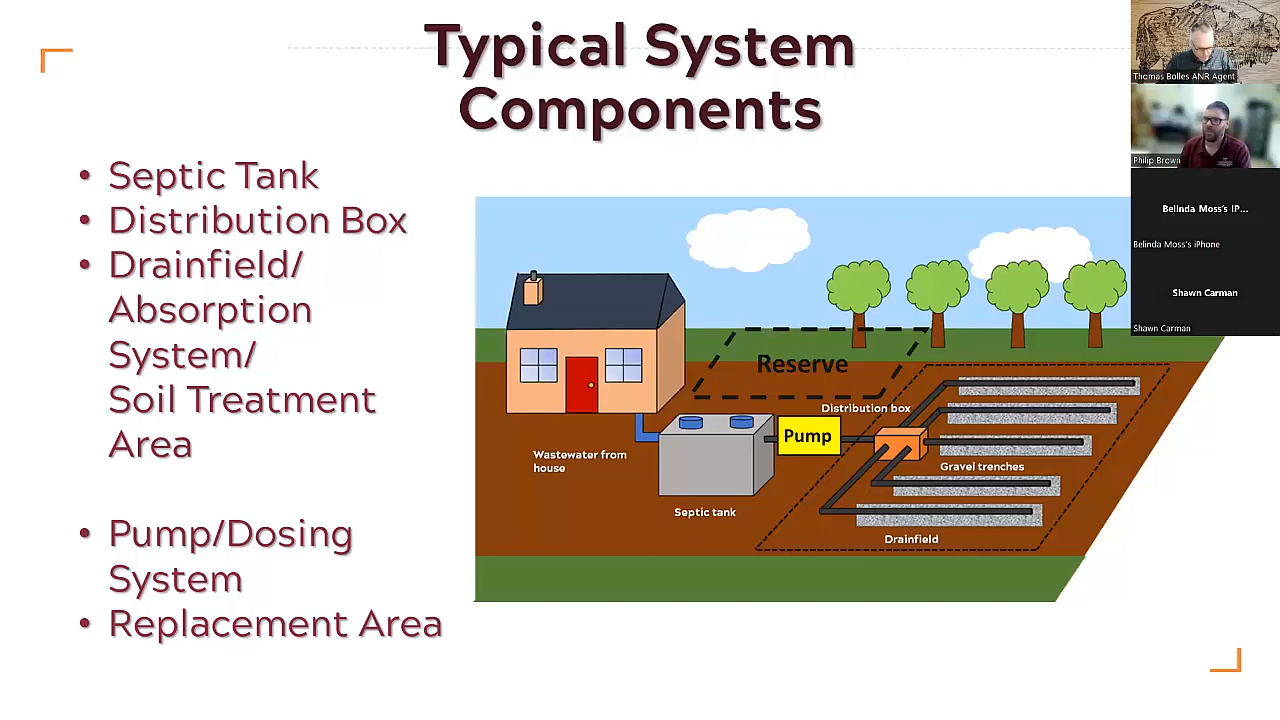 Typical System
Components
• Septic Tank
• Distribution Box
• Drainfield/
Absorption
System/
Soil Treatment
Area
• Pump/Dosing
System
• Replacement Area
Reserve
Distribution box
Pump
Wastewater from
house
Gravel trenches
Septic tank
Drainfield
Thomas Bolles ANR Agent
Philip Brown
Belinda Moss's iP...
Belinda Moss's iPhone
Shawn Carman
Shawn Carman